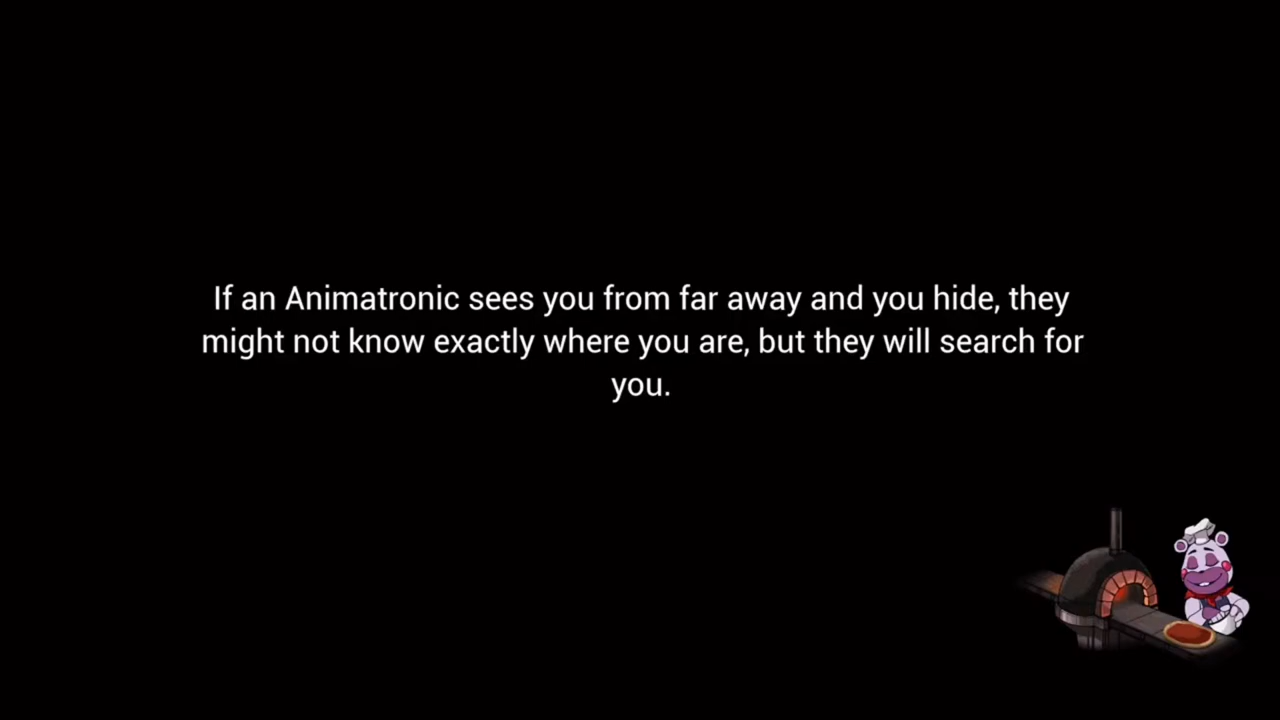 If an Animatronic sees you from far away and you hide, they
might not know exactly where you are, but they will search for
you.